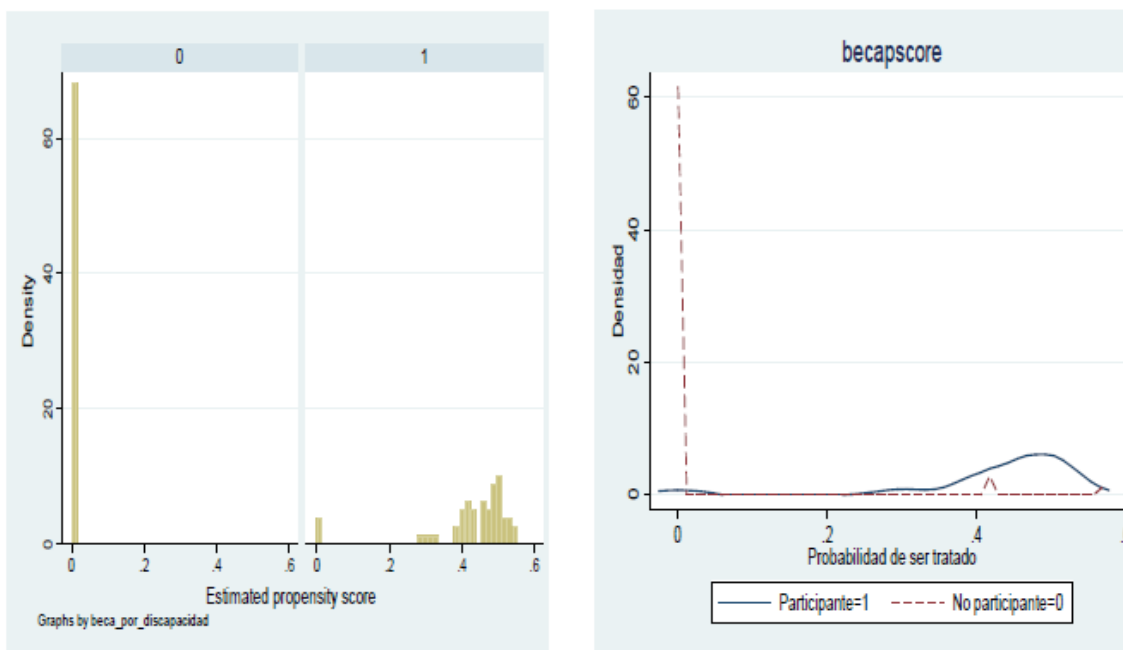 0 1
Density
0 20 40 60
0 .2 .4 .6 0 .2 .4 .6
Estimated propensity score
Graphs by beca_por_discapacidad
becapscore
Densidad
0 20 40 60
0 .2 .4
Probabilidad de ser tratado
Participante=1 No participante=0